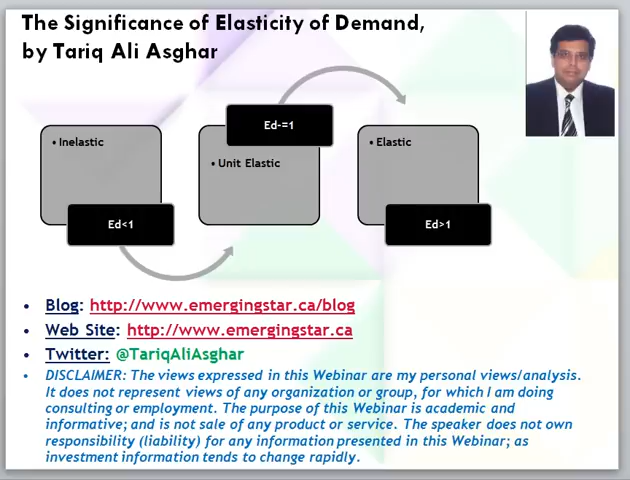 The Significance of Elasticity of Demand,
by Tariq Ali Asghar
Ed-=1
• Inelastic
• Unit Elastic
• Elastic
Ed<1
Ed>1
• Blog: http://www.emergingstar.ca/blog
• Web Site: http://www.emergingstar.ca
• Twitter: @TariqAliAsghar
• DISCLAIMER: The views expressed in this Webinar are my personal views/analysis.
It does not represent views of any organization or group, for which I am doing
consulting or employment. The purpose of this Webinar is academic and
informative; and is not sale of any product or service. The speaker does not own
responsibility (liability) for any information presented in this Webinar; as
investment information tends to change rapidly.